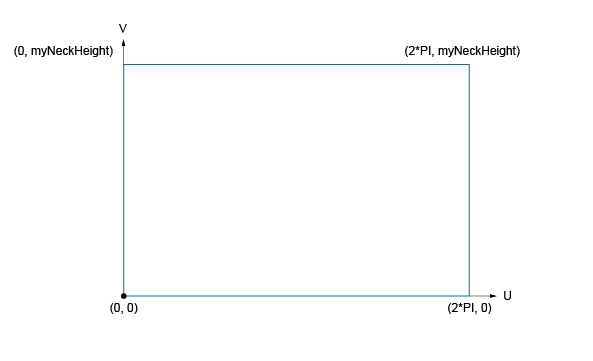 V
(0, myNeckHeight)
(2*PI, myNeckHeight)
U
(0, 0)
(2*PI, 0)